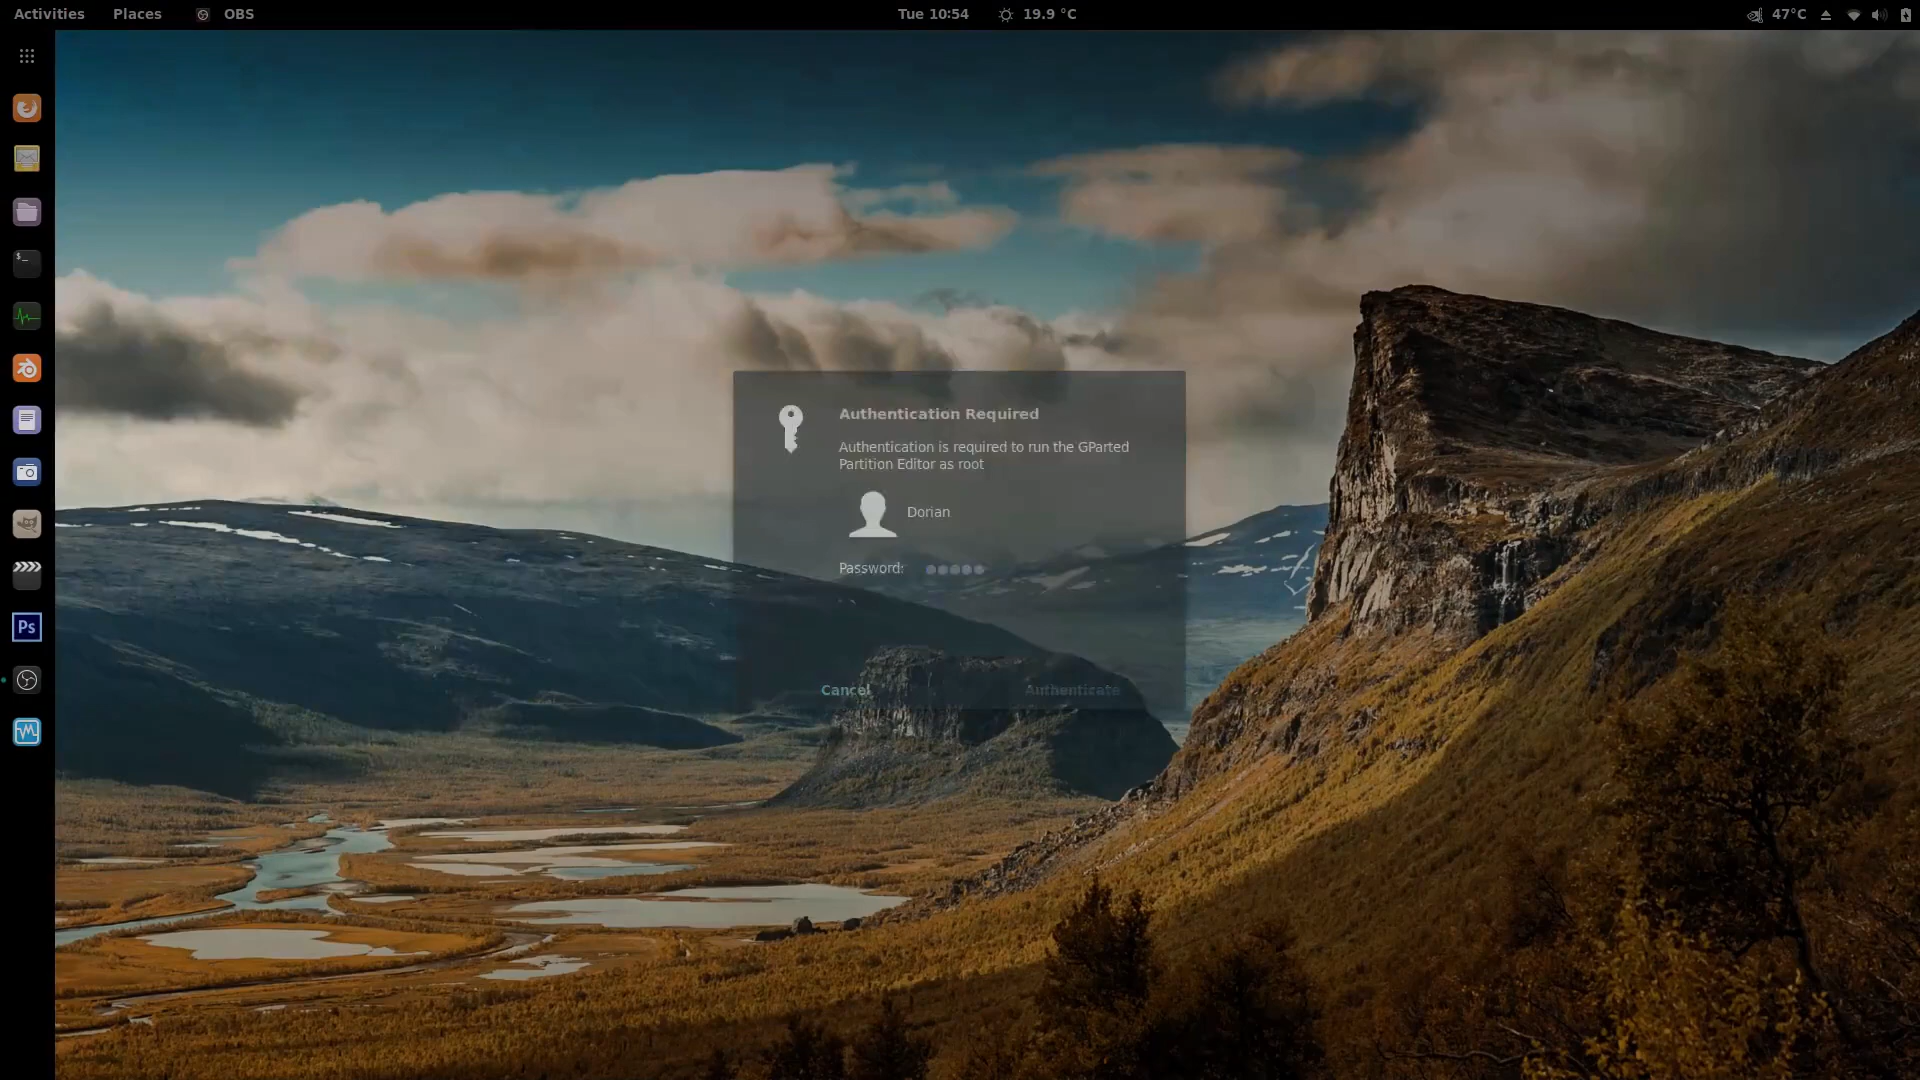 Activities Places OBS Tue 10:54 19.9 °C 47°C
$_
Authentication Required
Authentication is required to run the GParted
Partition Editor as root
Dorian
Password:
Ps
Cancel Authenticate